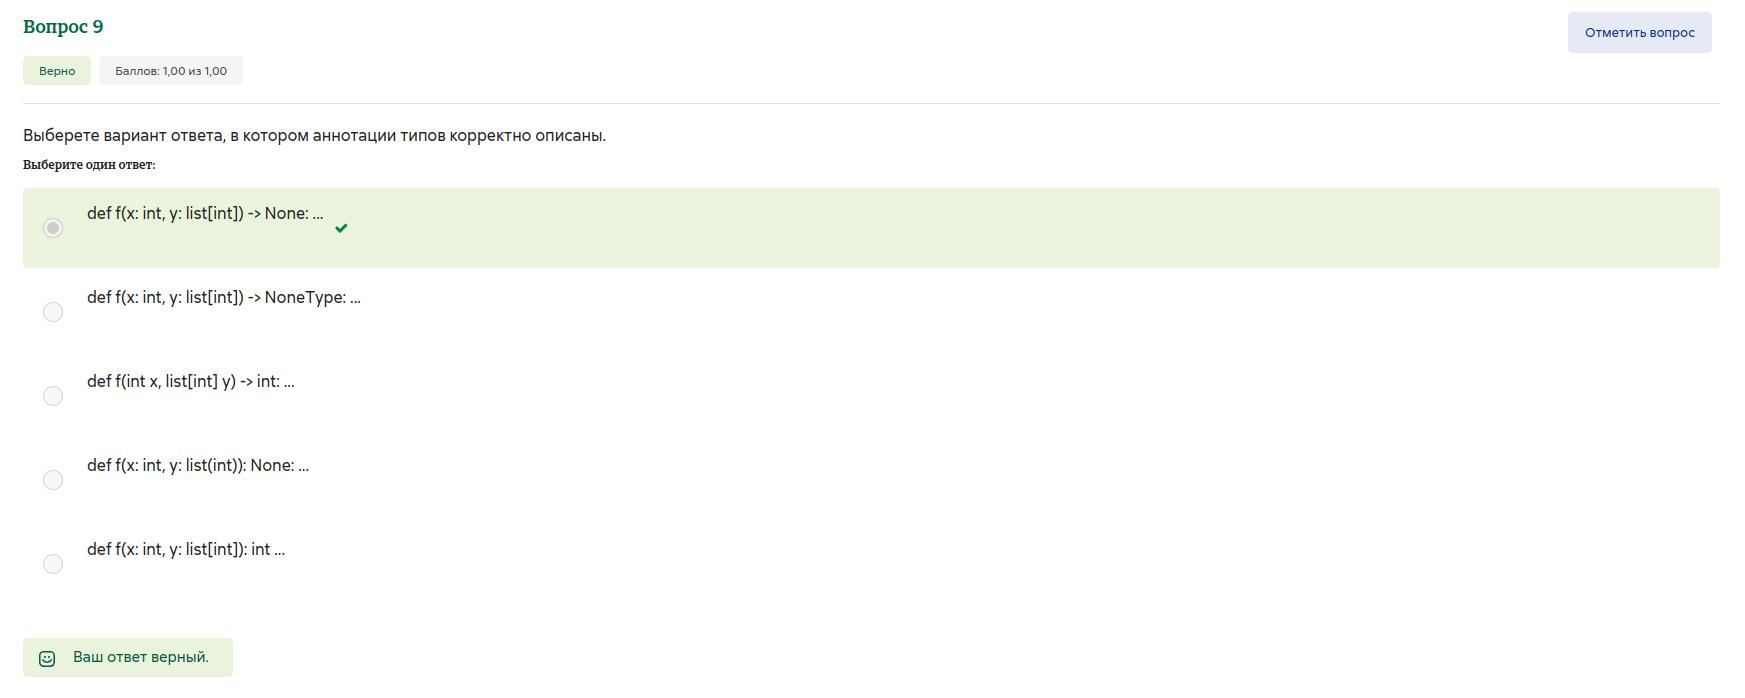 Вопрос 9
Отметить вопрос
Верно
Баллов: 1,00 из 1,00
Выберете вариант ответа, в котором аннотации типов корректно описаны.
Выберите один ответ:
def f(x: int, y: list[int]) -> None: ...
def f(x: int, y: list[int]) -> NoneType: ...
def f(int x, list[int] y) -> int: ...
def f(x: int, y: list(int)): None: ...
def f(x: int, y: list[int]): int ...
Ваш ответ верный.